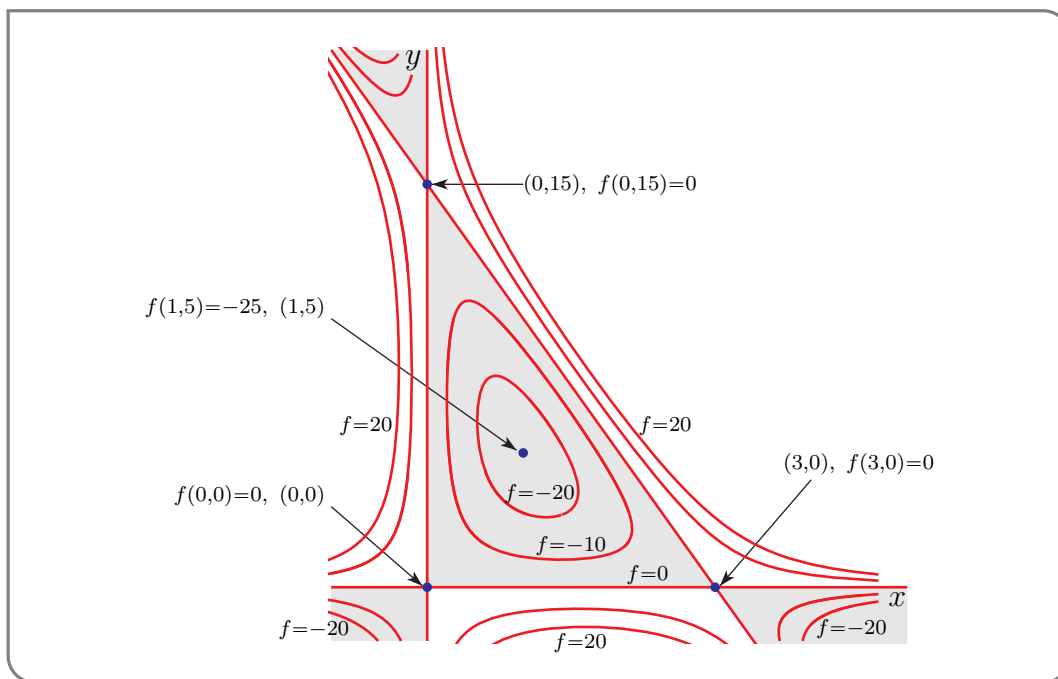 y
(0,15), f(0,15)=0
f(1,5)=−25, (1,5)
f=20
f=20
(3,0), f(3,0)=0
f(0,0)=0, (0,0)
f=−20
f=−10
f=0
x
f=−20
f=20
f=−20